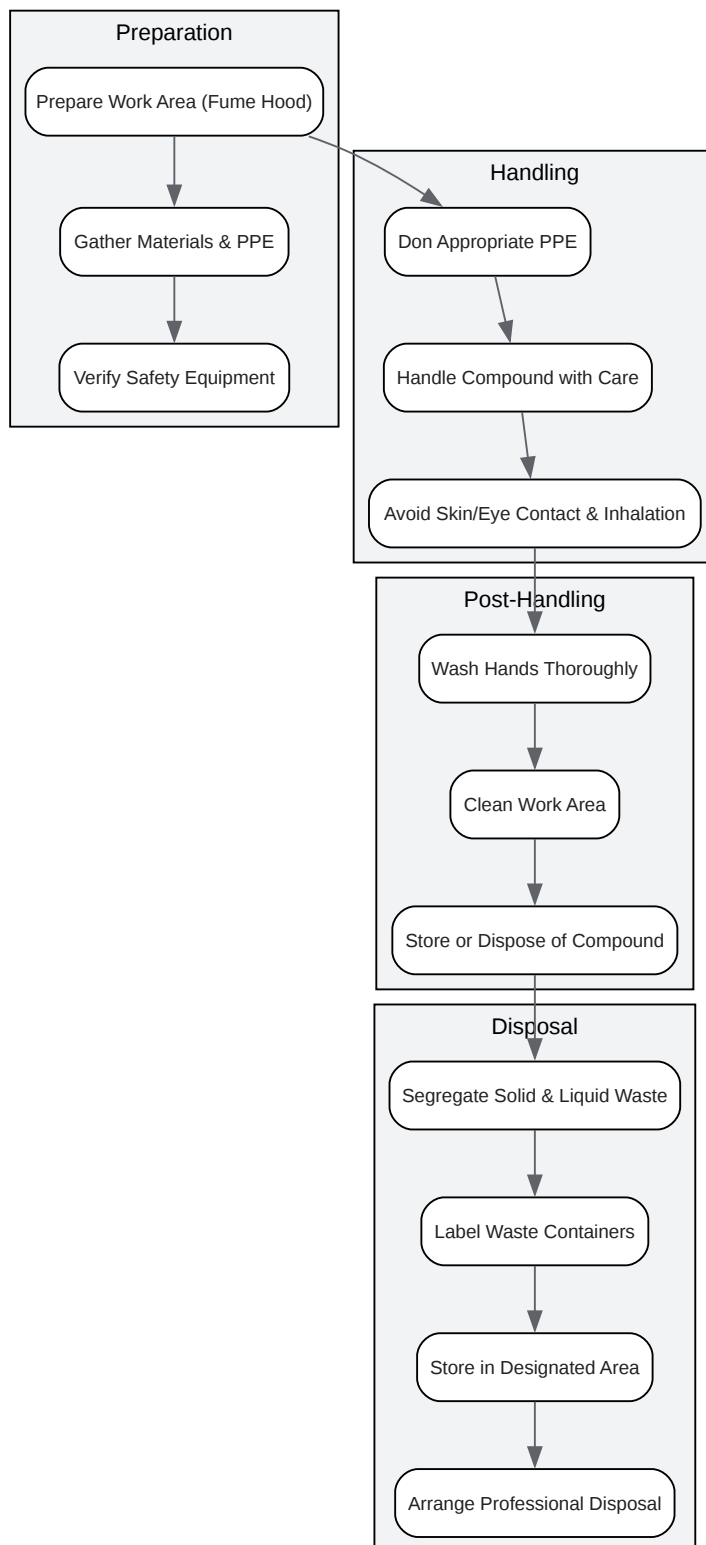 Preparation
Prepare Work Area (Fume Hood)
Gather Materials & PPE
Verify Safety Equipment
Handling
Don Appropriate PPE
Handle Compound with Care
Avoid Skin/Eye Contact & Inhalation
Post-Handling
Wash Hands Thoroughly
Clean Work Area
Store or Dispose of Compound
Disposal
Segregate Solid & Liquid Waste
Label Waste Containers
Store in Designated Area
Arrange Professional Disposal